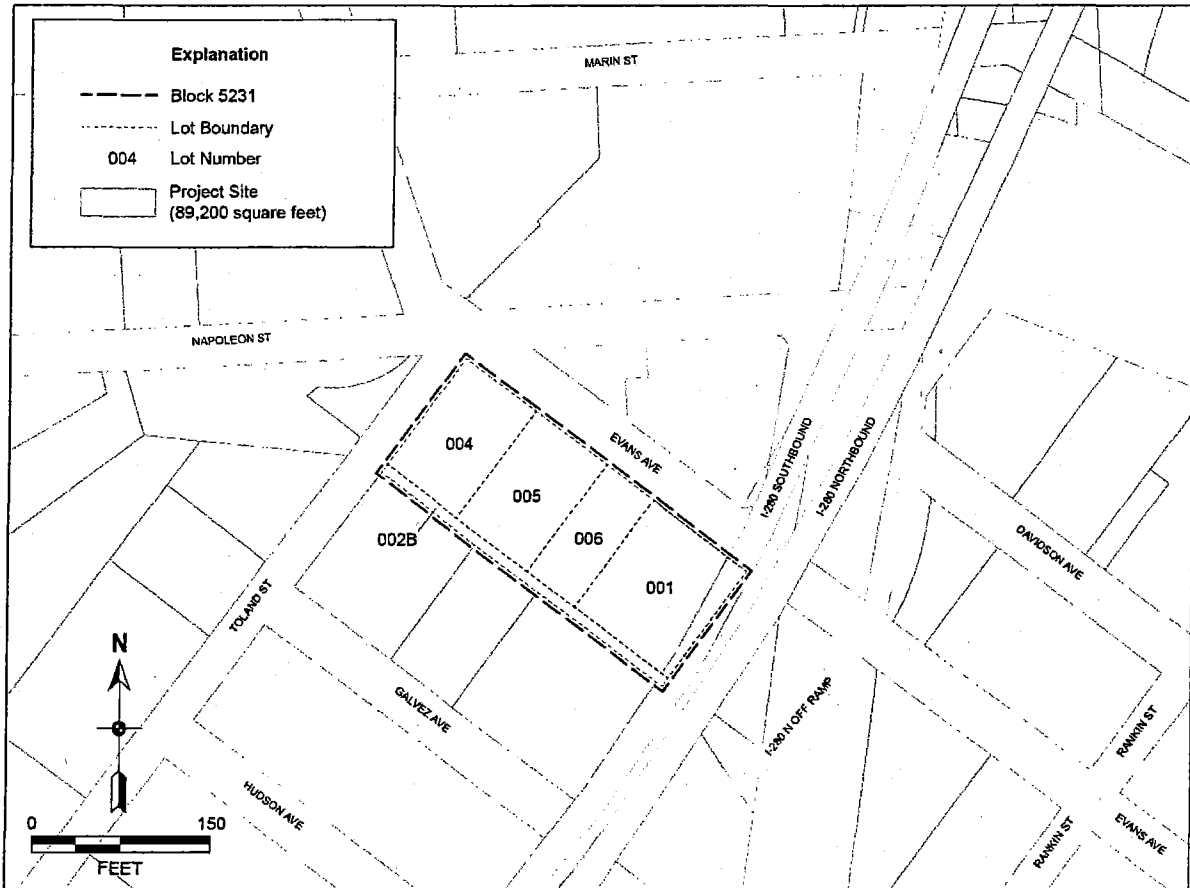 Explanation
Block 5231
Lot Boundary
004 Lot Number
Project Site
(89,200 square feet)
MARIN ST
NAPOLEON ST
EVANS AVE
I-280 SOUTHBOUND
I-280 NORTHBOUND
004
005
006
001
002B
DAVIDSON AVE
TOLAND ST
GALVEZ AVE
I-280 N OFF RAMP
RANKIN ST
HUDSON AVE
RANKIN ST
EVANS AVE
N
0 150
FEET